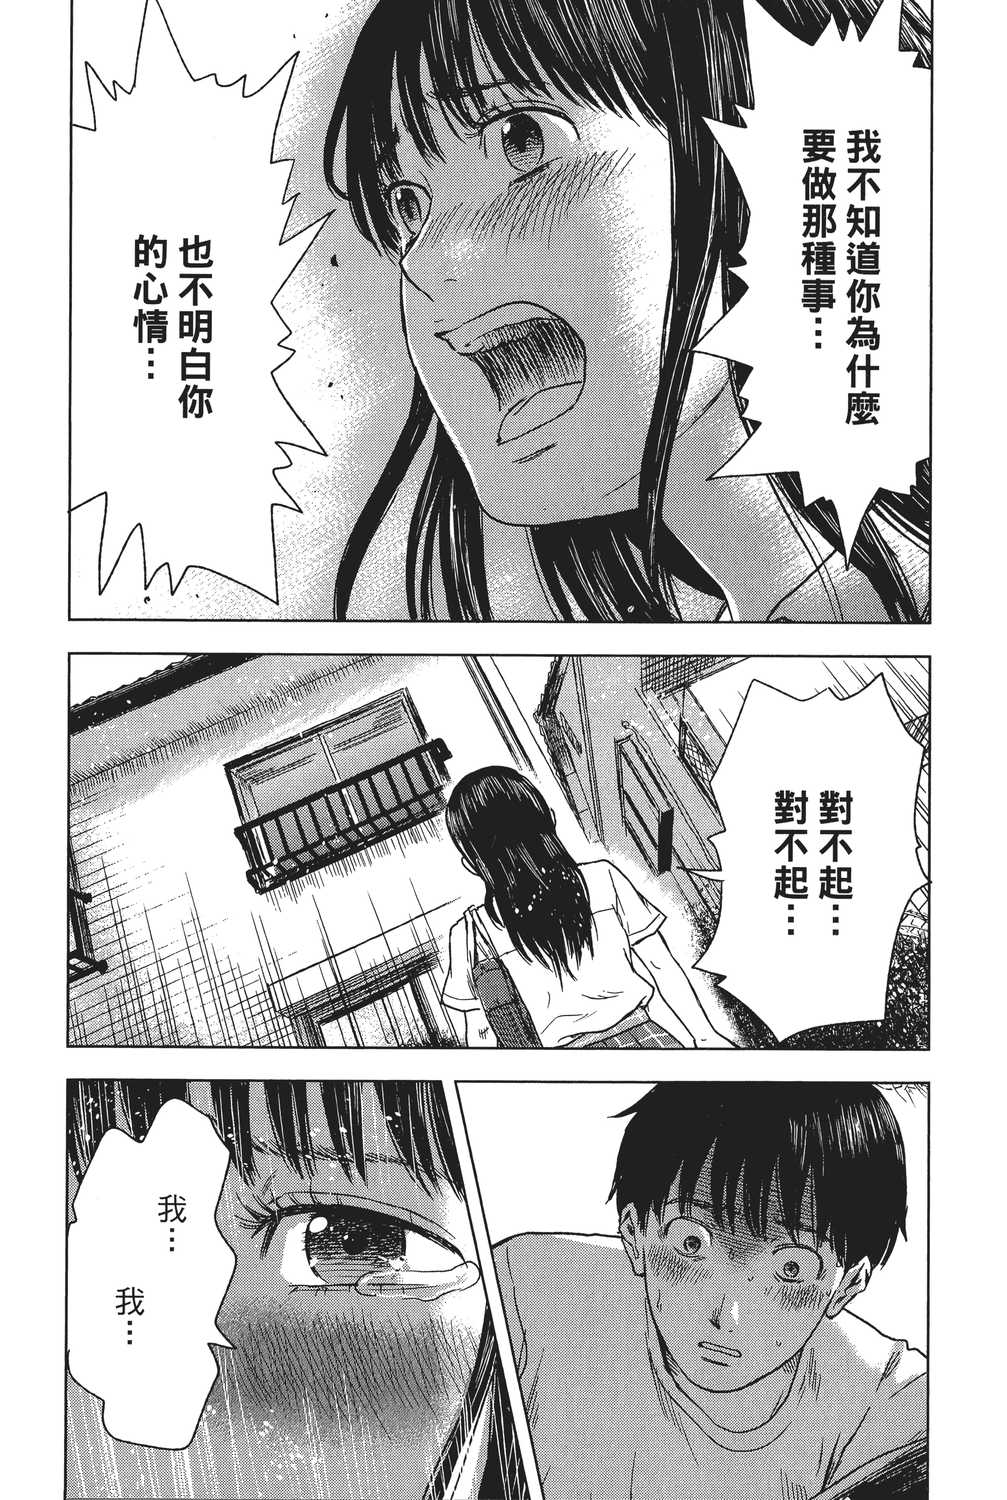 我不知道你為什麼
要做那種事…
也不明白你
的心情…
對不起…
對不起…
我…
我…